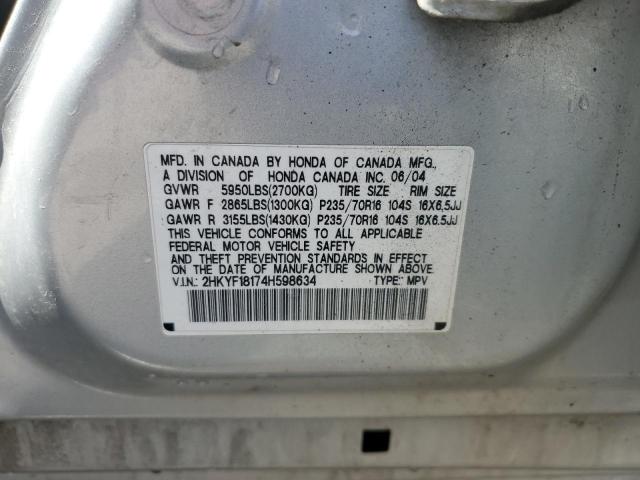 MFD. IN CANADA BY HONDA OF CANADA MFG.,
A DIVISION OF HONDA CANADA INC. 06/04
GVWR 5950LBS(2700KG) TIRE SIZE RIM SIZE
GAWR F 2865LBS(1300KG) P235/70R16 104S 16X6.5JJ
GAWR R 3155LBS(1430KG) P235/70R16 104S 16X6.5JJ
THIS VEHICLE CONFORMS TO ALL APPLICABLE
FEDERAL MOTOR VEHICLE SAFETY
AND THEFT PREVENTION STANDARDS IN EFFECT
ON THE DATE OF MANUFACTURE SHOWN ABOVE.
V.I.N.: 2HKYF18174H598634 TYPE: MPV